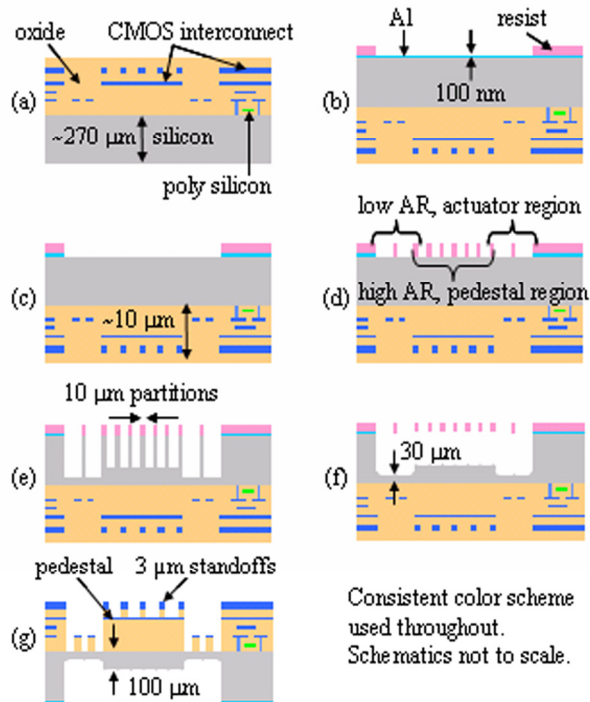 oxide
CMOS interconnect
(a)
~270 μm
silicon
poly silicon
Al
resist
(b)
100 nm
(c)
~10 μm
low AR, actuator region
(d)
high AR, pedestal region
10 μm partitions
(e)
30 μm
(f)
pedestal
3 μm standoffs
(g)
100 μm
Consistent color scheme
used throughout.
Schematics not to scale.